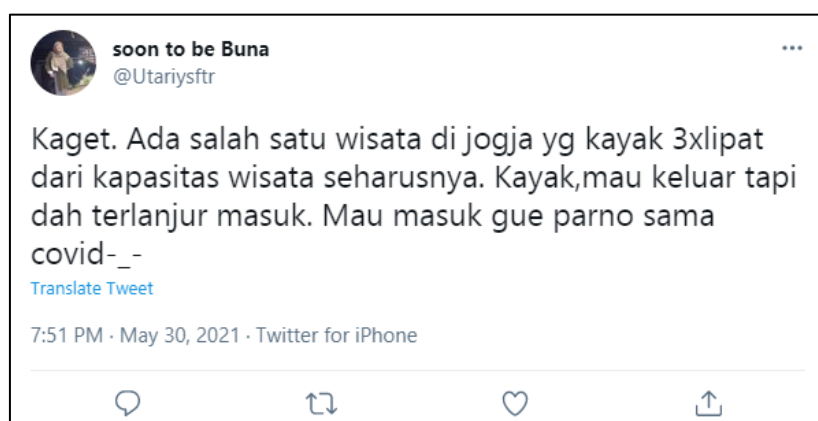 soon to be Buna
@Utariysftr
Kaget. Ada salah satu wisata di jogja yg kayak 3xlipat
dari kapasitas wisata seharusnya. Kayak,mau keluar tapi
dah terlanjur masuk. Mau masuk gue parno sama
covid-_-
Translate Tweet
7:51 PM · May 30, 2021 · Twitter for iPhone